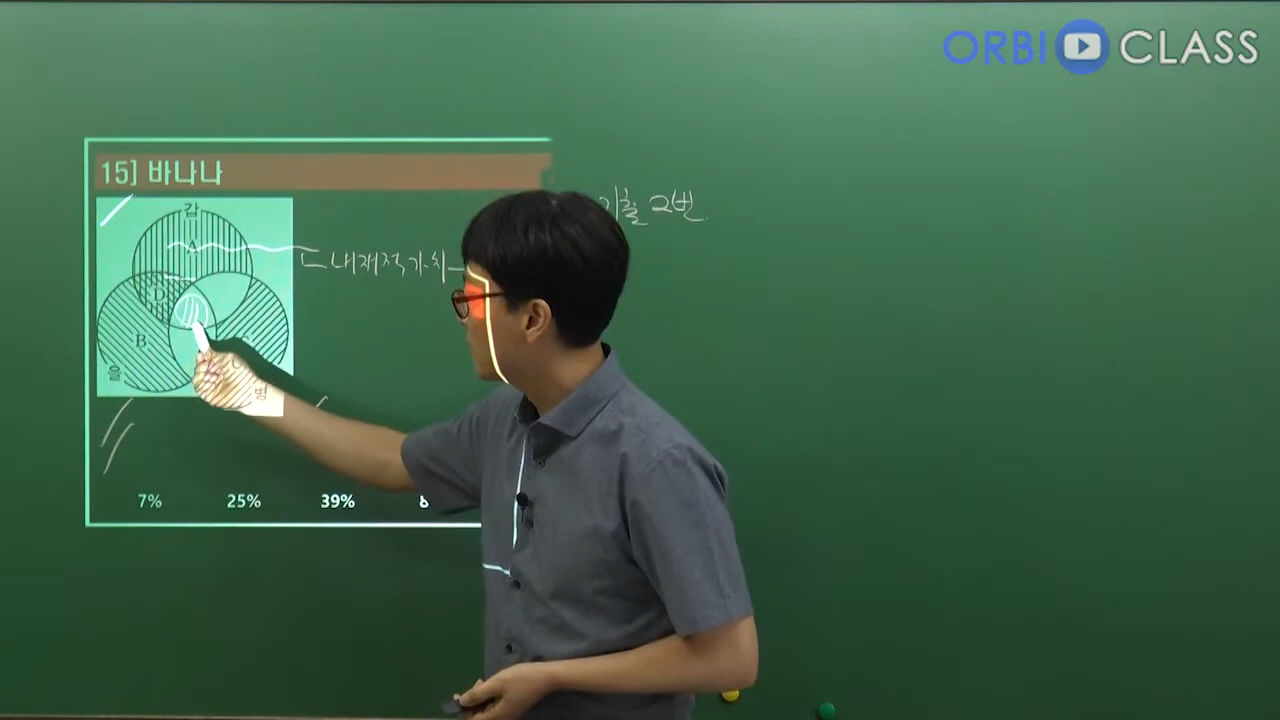 ORBI CLASS
15] 바나나
기출 2번
갑
A
ㄷ내재적가치
D
B
을
병
7% 25% 39%